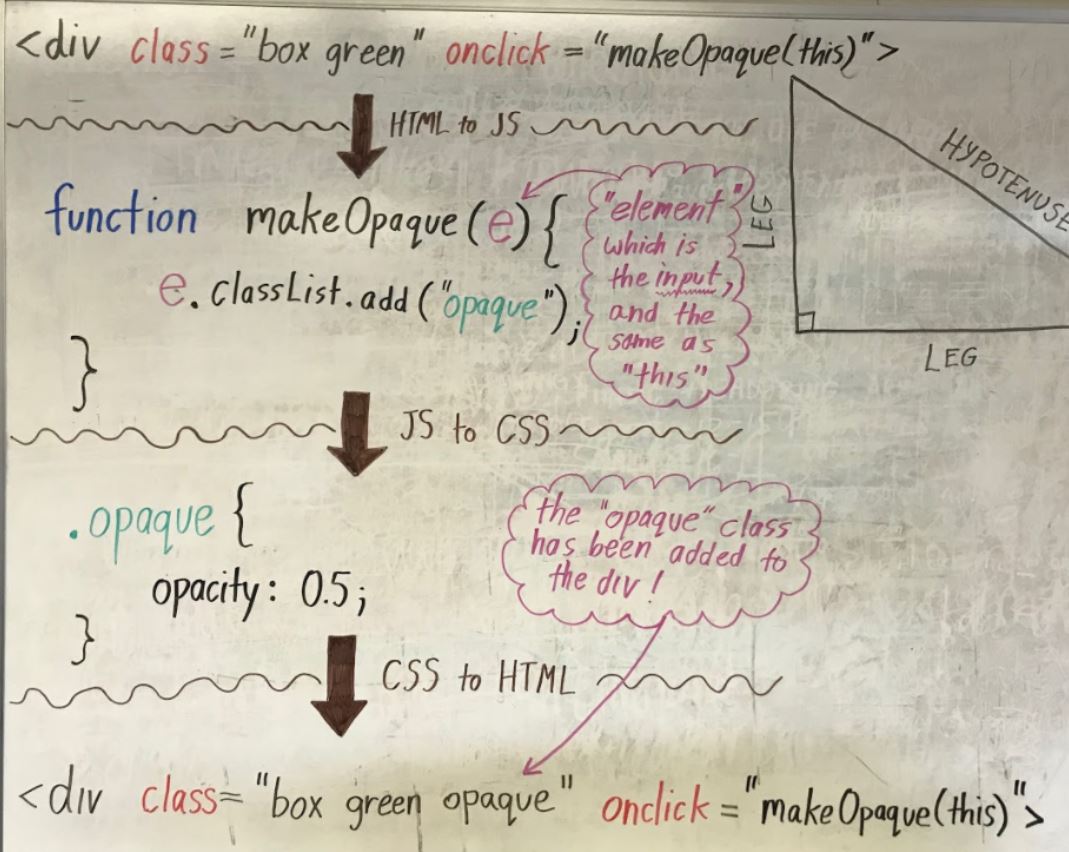 <div class="box green" onclick="makeOpaque(this)">
HTML to JS
function makeOpaque(e){
e.classList.add("opaque");
}
"element"
which is
the input,
and the
same as
"this"
LEG
HYPOTENUSE
LEG
JS to CSS
.opaque {
opacity: 0.5;
}
the "opaque" class
has been added to
the div!
CSS to HTML
<div class="box green opaque" onclick="makeOpaque(this)">